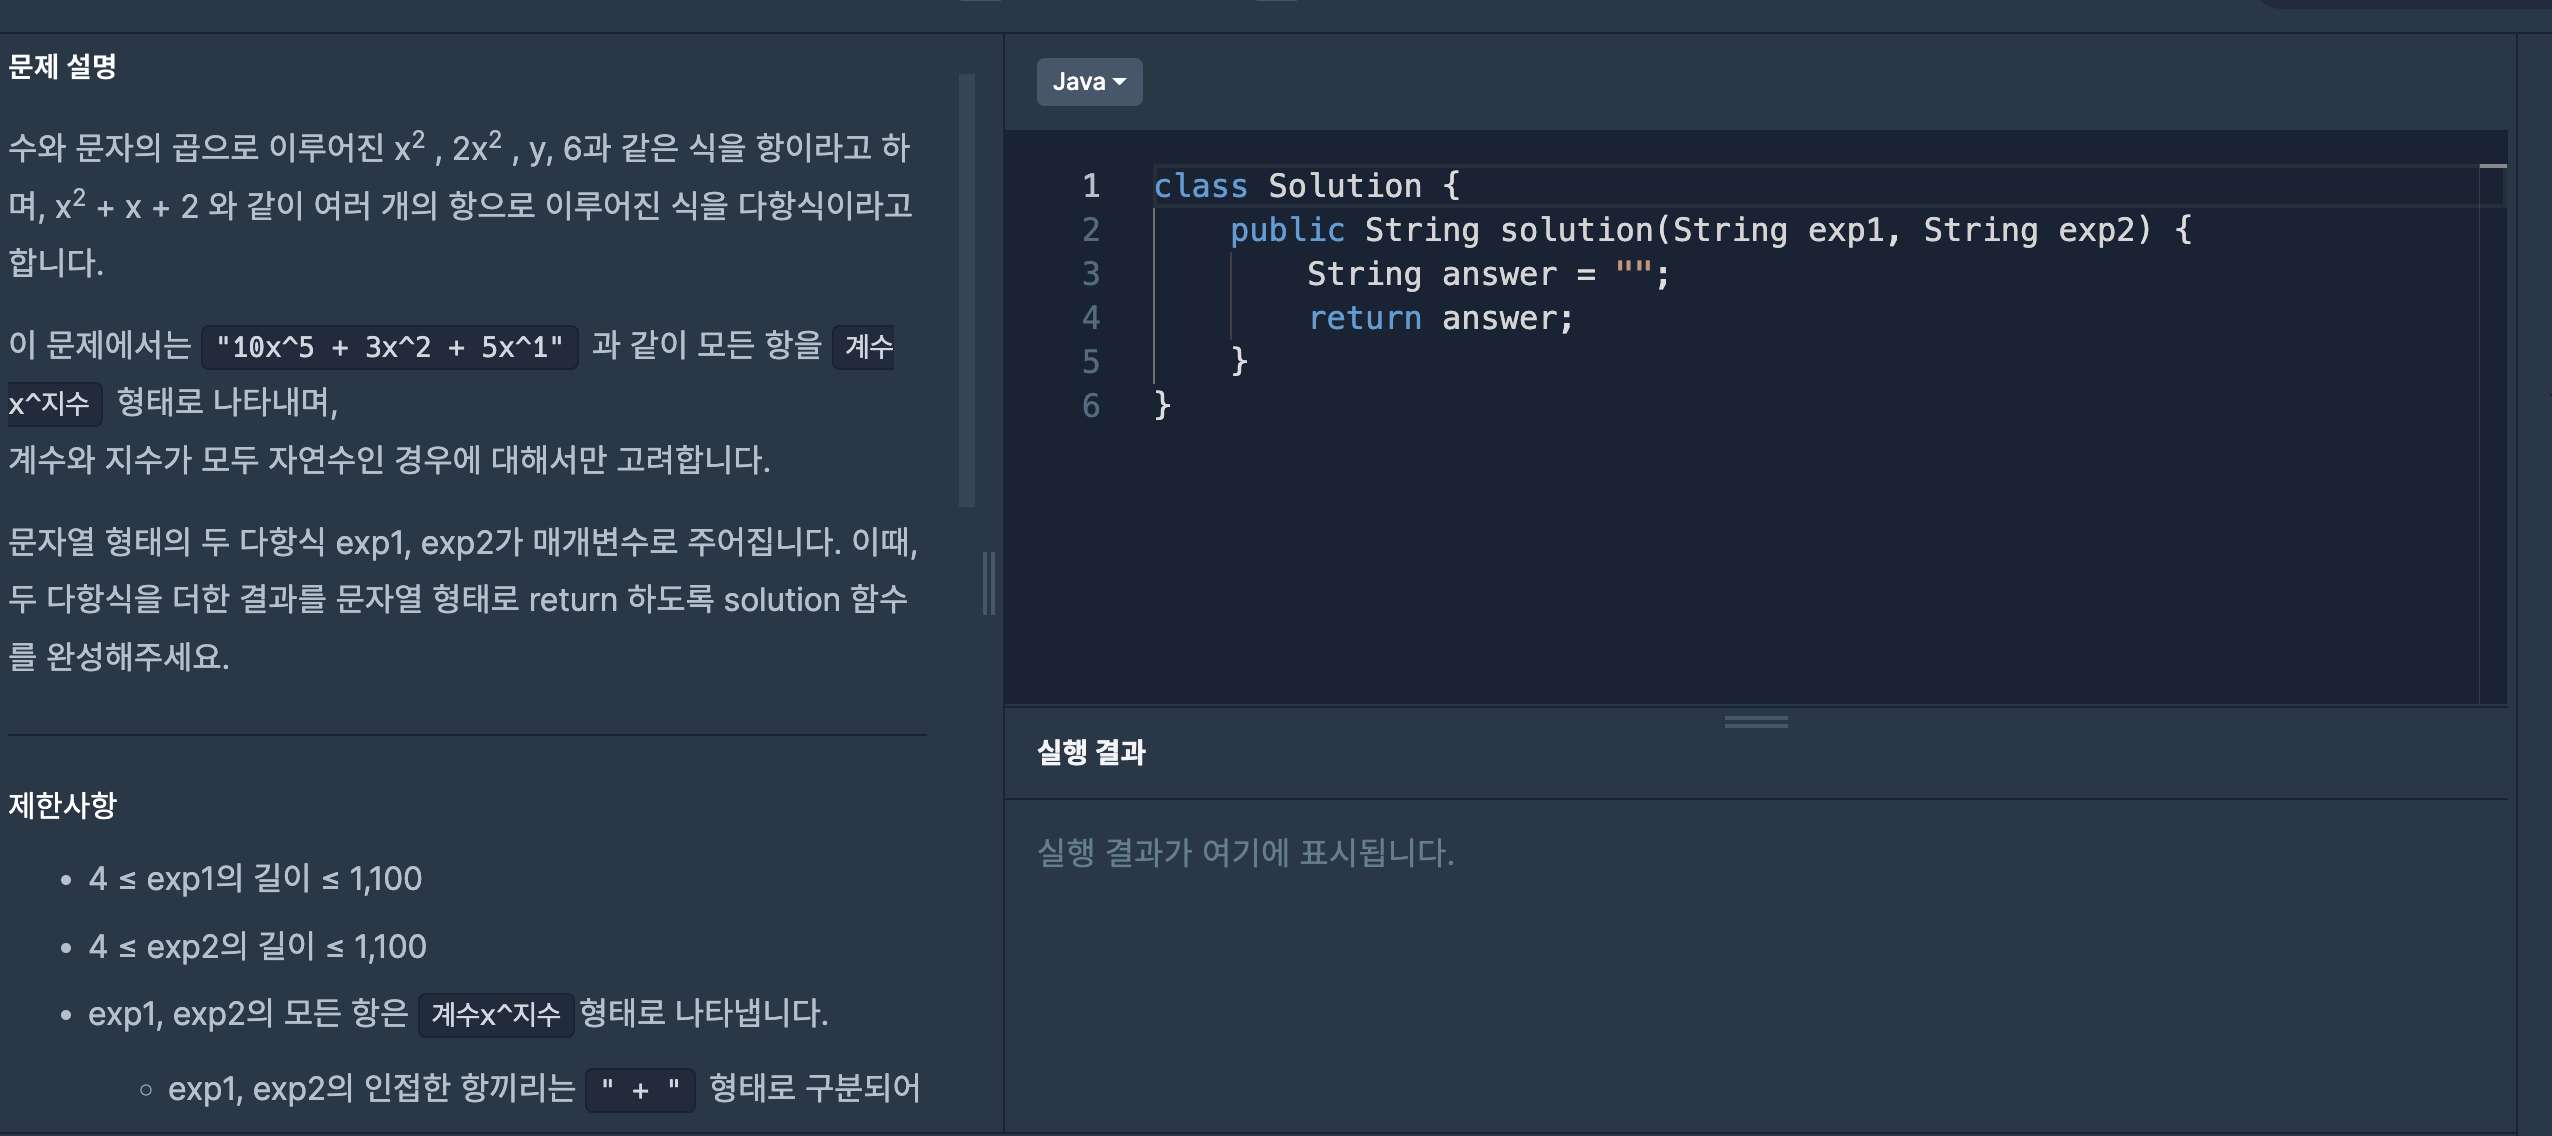 문제 설명
수와 문자의 곱으로 이루어진 x² , 2x² , y, 6과 같은 식을 항이라고 하
며, x² + x + 2 와 같이 여러 개의 항으로 이루어진 식을 다항식이라고
합니다.
이 문제에서는 "10x^5 + 3x^2 + 5x^1" 과 같이 모든 항을 계수
x^지수 형태로 나타내며,
계수와 지수가 모두 자연수인 경우에 대해서만 고려합니다.
문자열 형태의 두 다항식 exp1, exp2가 매개변수로 주어집니다. 이때,
두 다항식을 더한 결과를 문자열 형태로 return 하도록 solution 함수
를 완성해주세요.
제한사항
• 4 ≤ exp1의 길이 ≤ 1,100
• 4 ≤ exp2의 길이 ≤ 1,100
• exp1, exp2의 모든 항은 계수x^지수 형태로 나타냅니다.
◦ exp1, exp2의 인접한 항끼리는 " + " 형태로 구분되어
Java
1 class Solution {
2     public String solution(String exp1, String exp2) {
3         String answer = "";
4         return answer;
5     }
6 }
실행 결과
실행 결과가 여기에 표시됩니다.